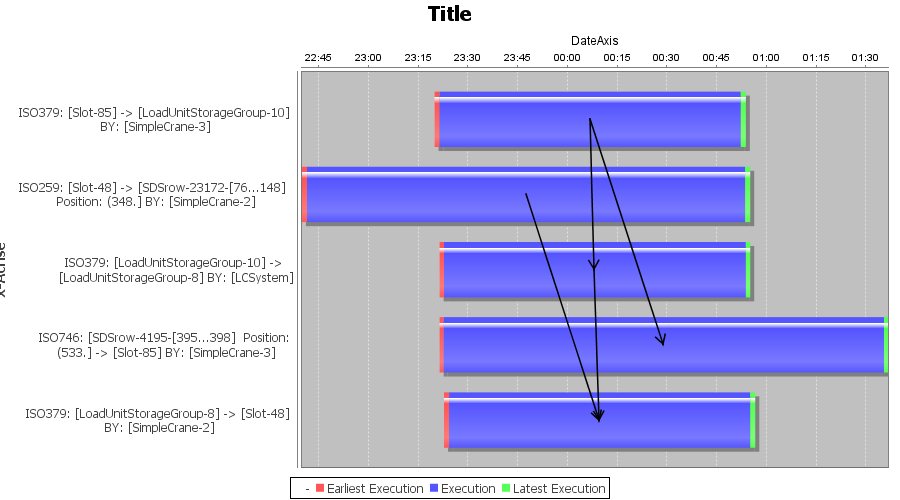 Title
DateAxis
22:45 23:00 23:15 23:30 23:45 00:00 00:15 00:30 00:45 01:00 01:15 01:30
ISO379: [Slot-85] -> [LoadUnitStorageGroup-10]
BY: [SimpleCrane-3]
ISO259: [Slot-48] -> [SDSrow-23172-[76...148]
Position: (348.] BY: [SimpleCrane-2]
ISO379: [LoadUnitStorageGroup-10] ->
[LoadUnitStorageGroup-8] BY: [LCSystem]
ISO746: [SDSrow-4195-[395...398] Position:
(533.] -> [Slot-85] BY: [SimpleCrane-3]
ISO379: [LoadUnitStorageGroup-8] -> [Slot-48]
BY: [SimpleCrane-2]
- Earliest Execution Execution Latest Execution